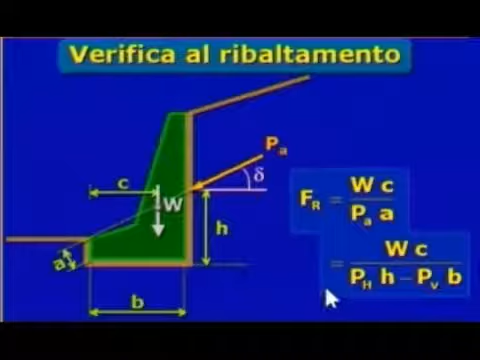 Verifica al ribaltamento
Pa
δ
c
W
h
a
b
FR = W c / Pa a
= W c / PH h – Pv b